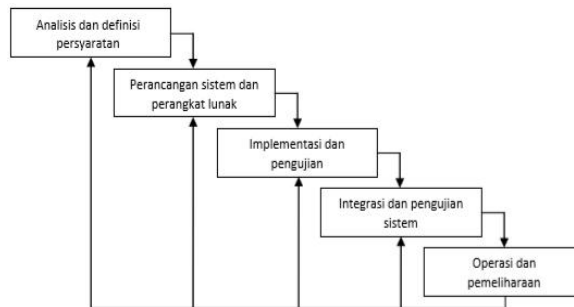 Analisis dan definisi
persyaratan
Perancangan sistem dan
perangkat lunak
Implementasi dan
pengujian
Integrasi dan pengujian
sistem
Operasi dan
pemeliharaan